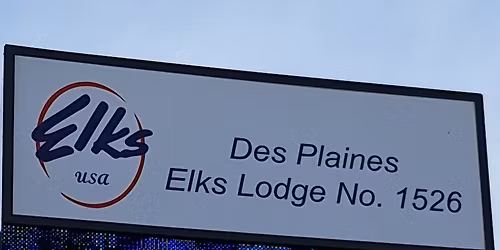 Elks
usa
Des Plaines
Elks Lodge No. 1526